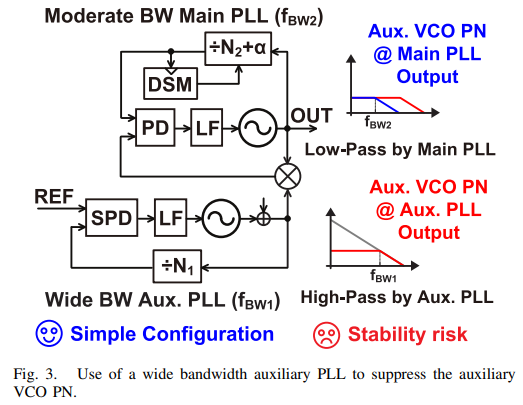 Moderate BW Main PLL (fBW2)
÷N2+α
DSM
PD
LF
OUT
Aux. VCO PN
@ Main PLL
Output
fBW2
Low-Pass by Main PLL
REF
SPD
LF
÷N1
Wide BW Aux. PLL (fBW1)
Aux. VCO PN
@ Aux. PLL
Output
fBW1
High-Pass by Aux. PLL
Simple Configuration
Stability risk
Fig. 3. Use of a wide bandwidth auxiliary PLL to suppress the auxiliary
VCO PN.